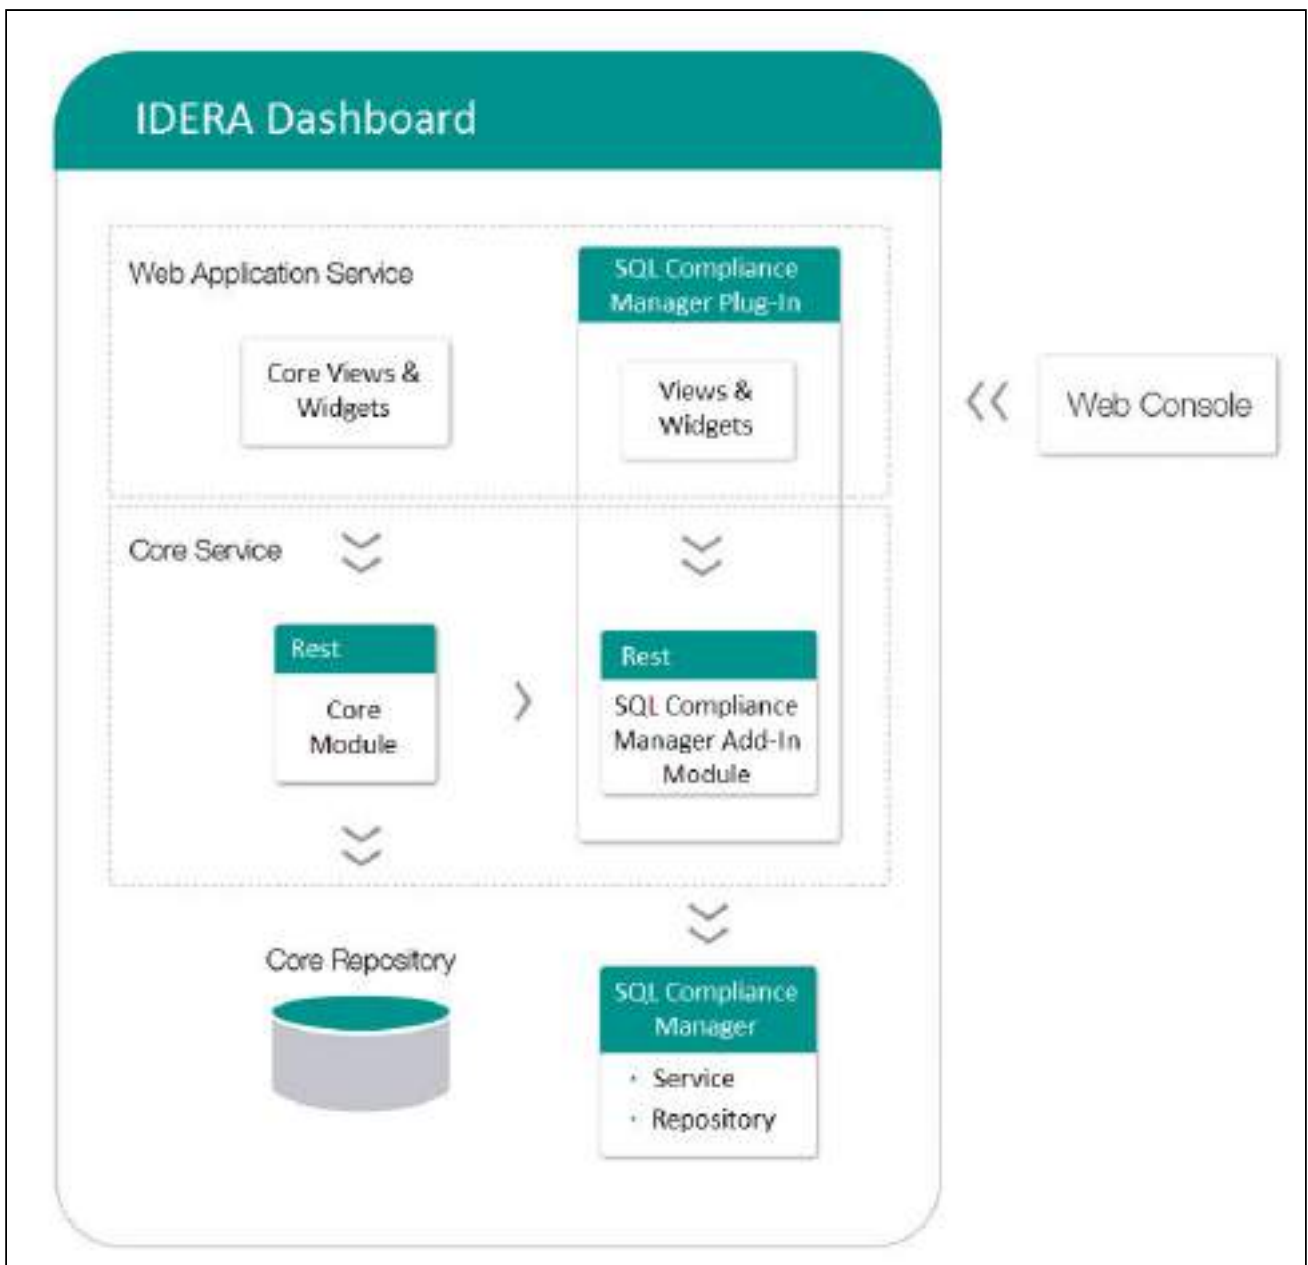 IDERA Dashboard
Web Application Service
SQL Compliance
Manager Plug-In
Core Views &
Widgets
Views &
Widgets
Web Console
Core Service
Rest
Core
Module
Rest
SQL Compliance
Manager Add-In
Module
Core Repository
SQL Compliance
Manager
· Service
· Repository